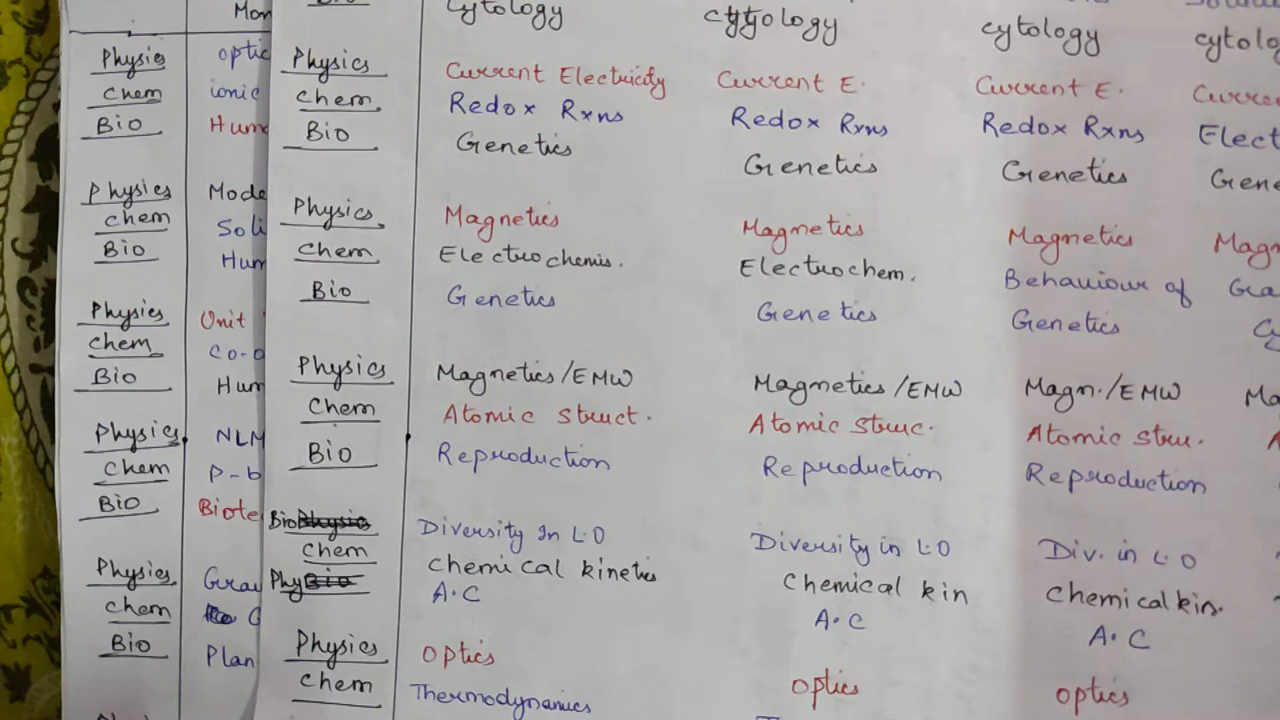 Mon
Physics optic
Chem ionic
Bio Hum
Physics Mode
chem Soli
Bio Hum
Physics Unit
Chem Co-o
Bio Hum
Physics NLM
Chem P-b
Bio Biote
Physics Grav
chem C
Bio Plan
Bio cytology cytology cytology cytolo
Physics Current Electricity Current E. Current E. Curre
Chem Redox Rxns Redox Rxns Redox Rxns Elect
Bio Genetics Genetics Genetics Gene
Physics Magnetics Magnetics Magnetics Magn
Chem Electrochemis. Electrochem. Behaviour of Ga
Bio Genetics Genetics Genetics
Physics Magnetics/EMW Magnetics/EMW Magn./EMW Ma
Chem Atomic Struct. Atomic Struc. Atomic Stru. A
Bio Reproduction Reproduction Reproduction
Bio Diversity In L.O Diversity in L.O Div. in L.O
Chem Chemical kinetics Chemical kin Chemical kin.
Phy A.C A.C A.C
Physics Optics Optics Optics
Chem Thermodynamics